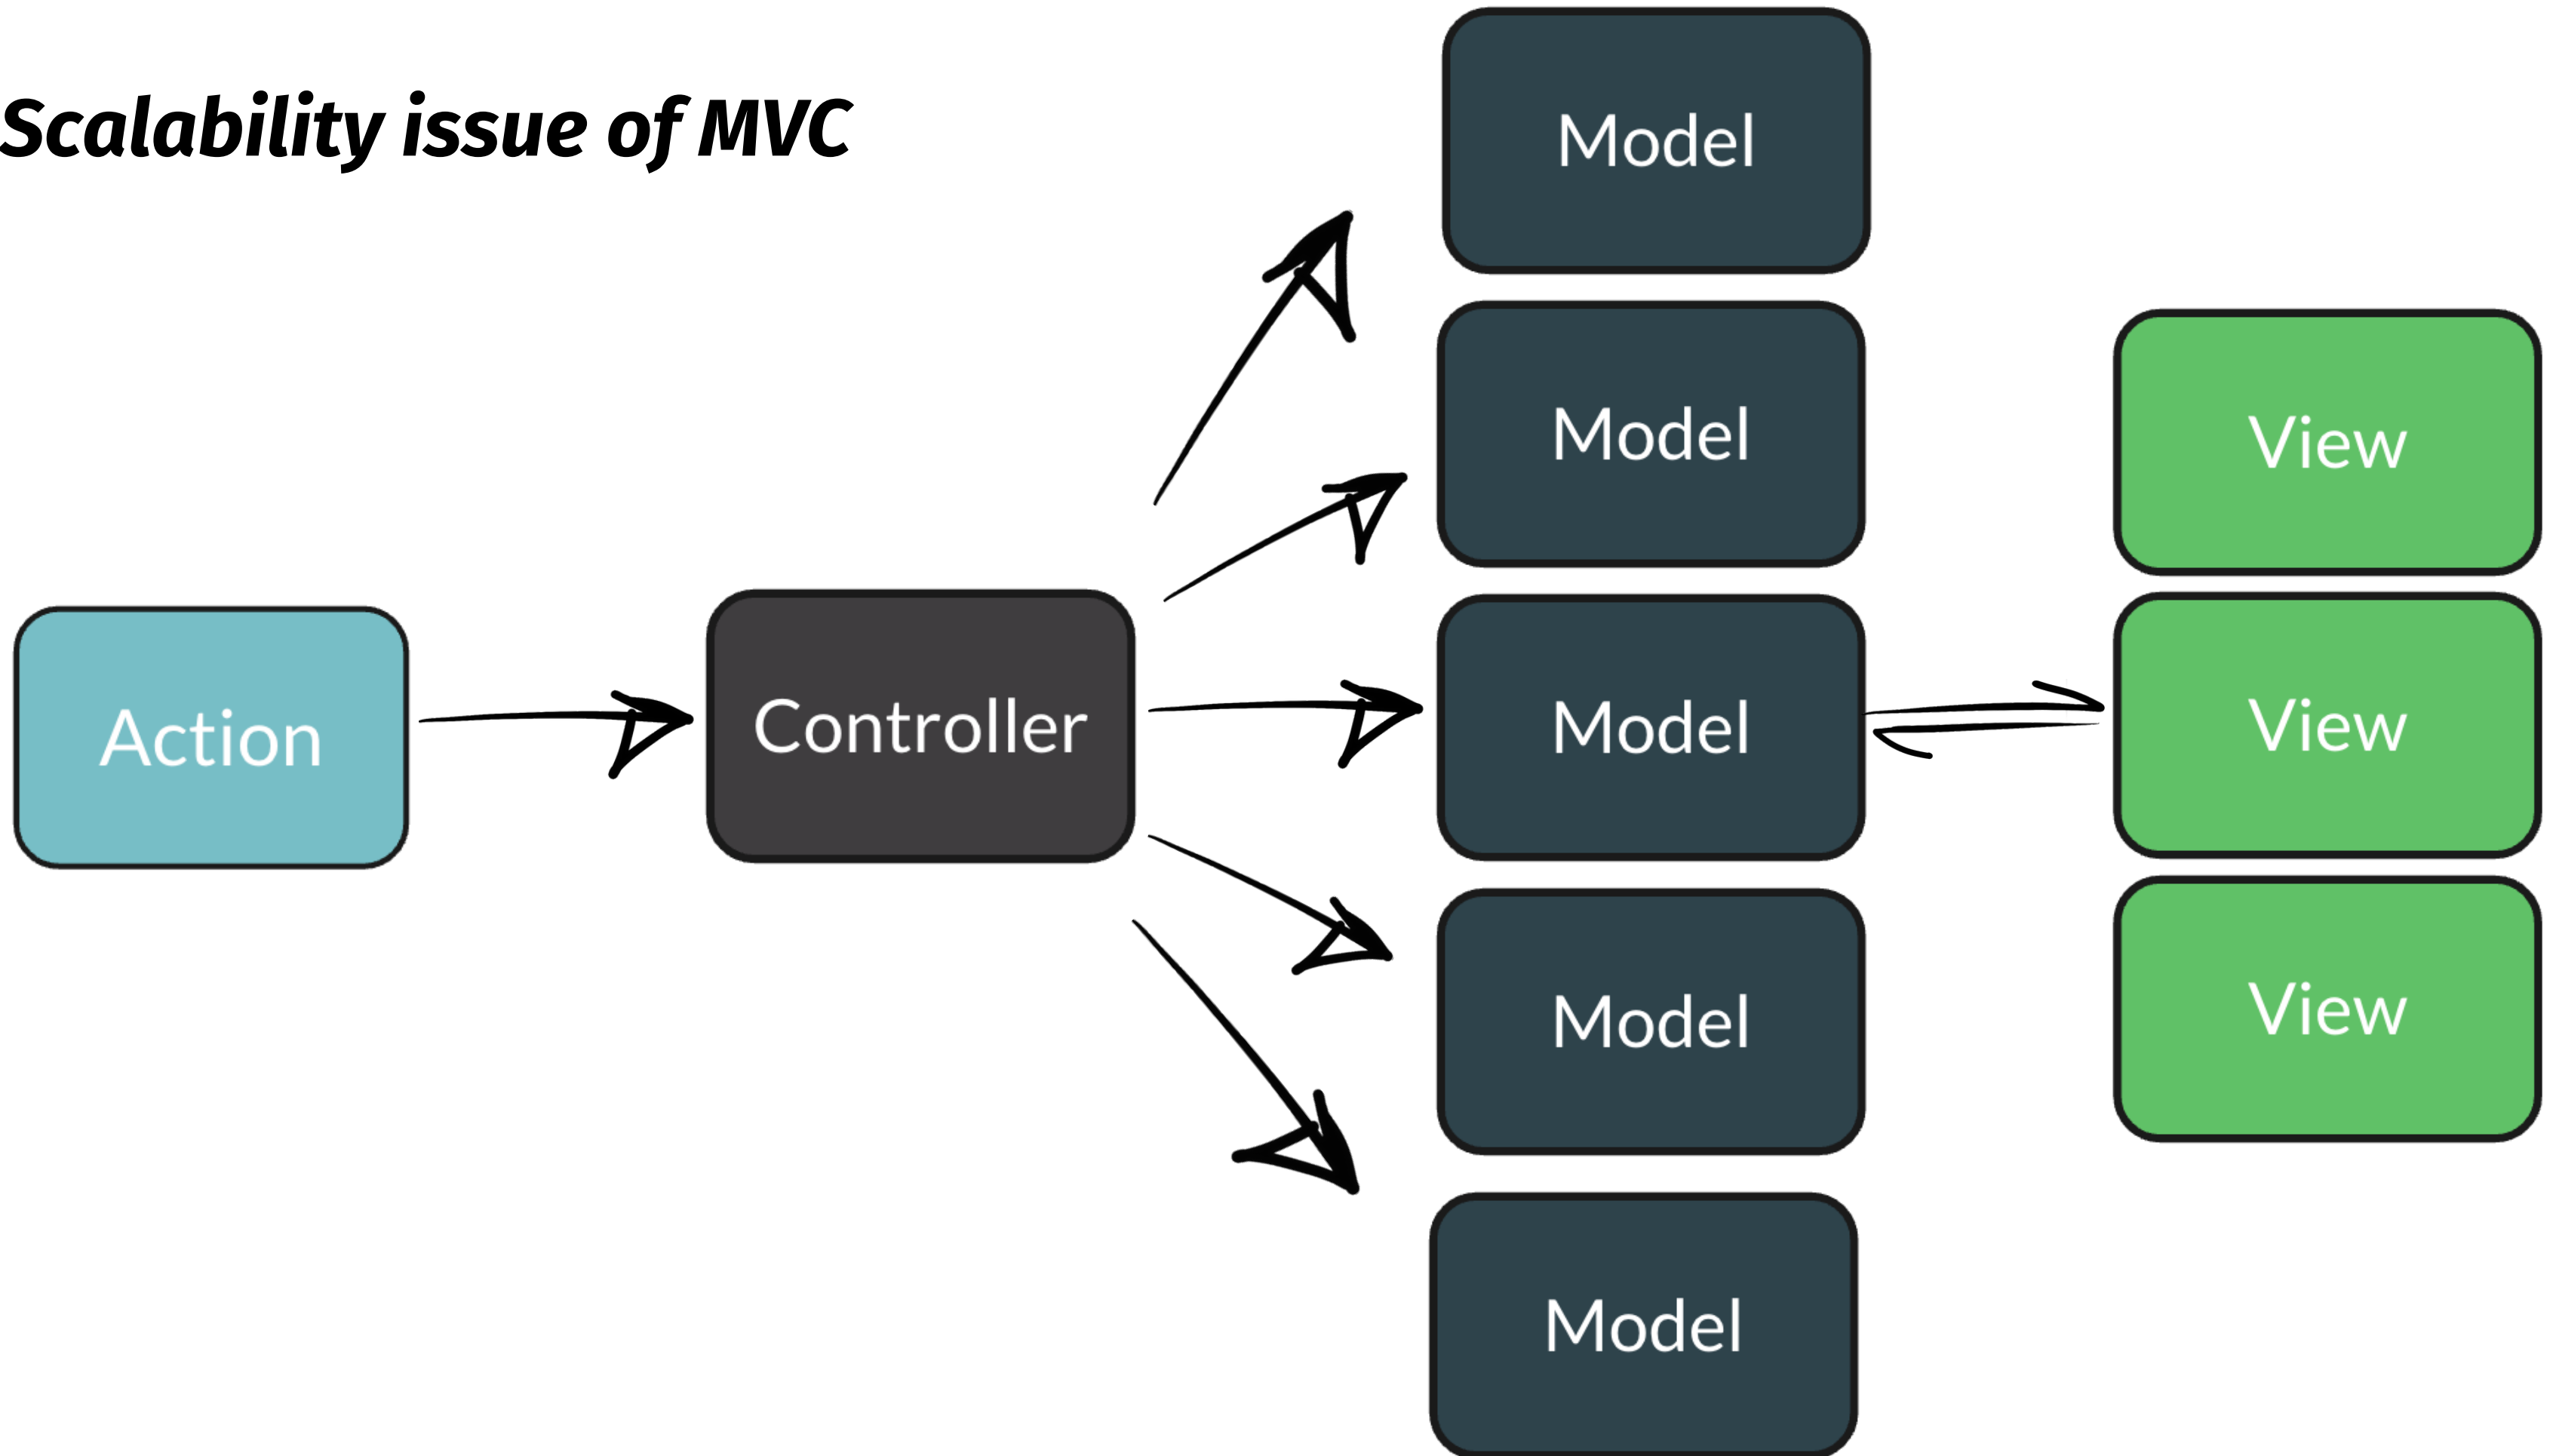 Scalability issue of MVC
Action
Controller
Model
Model
Model
Model
Model
View
View
View